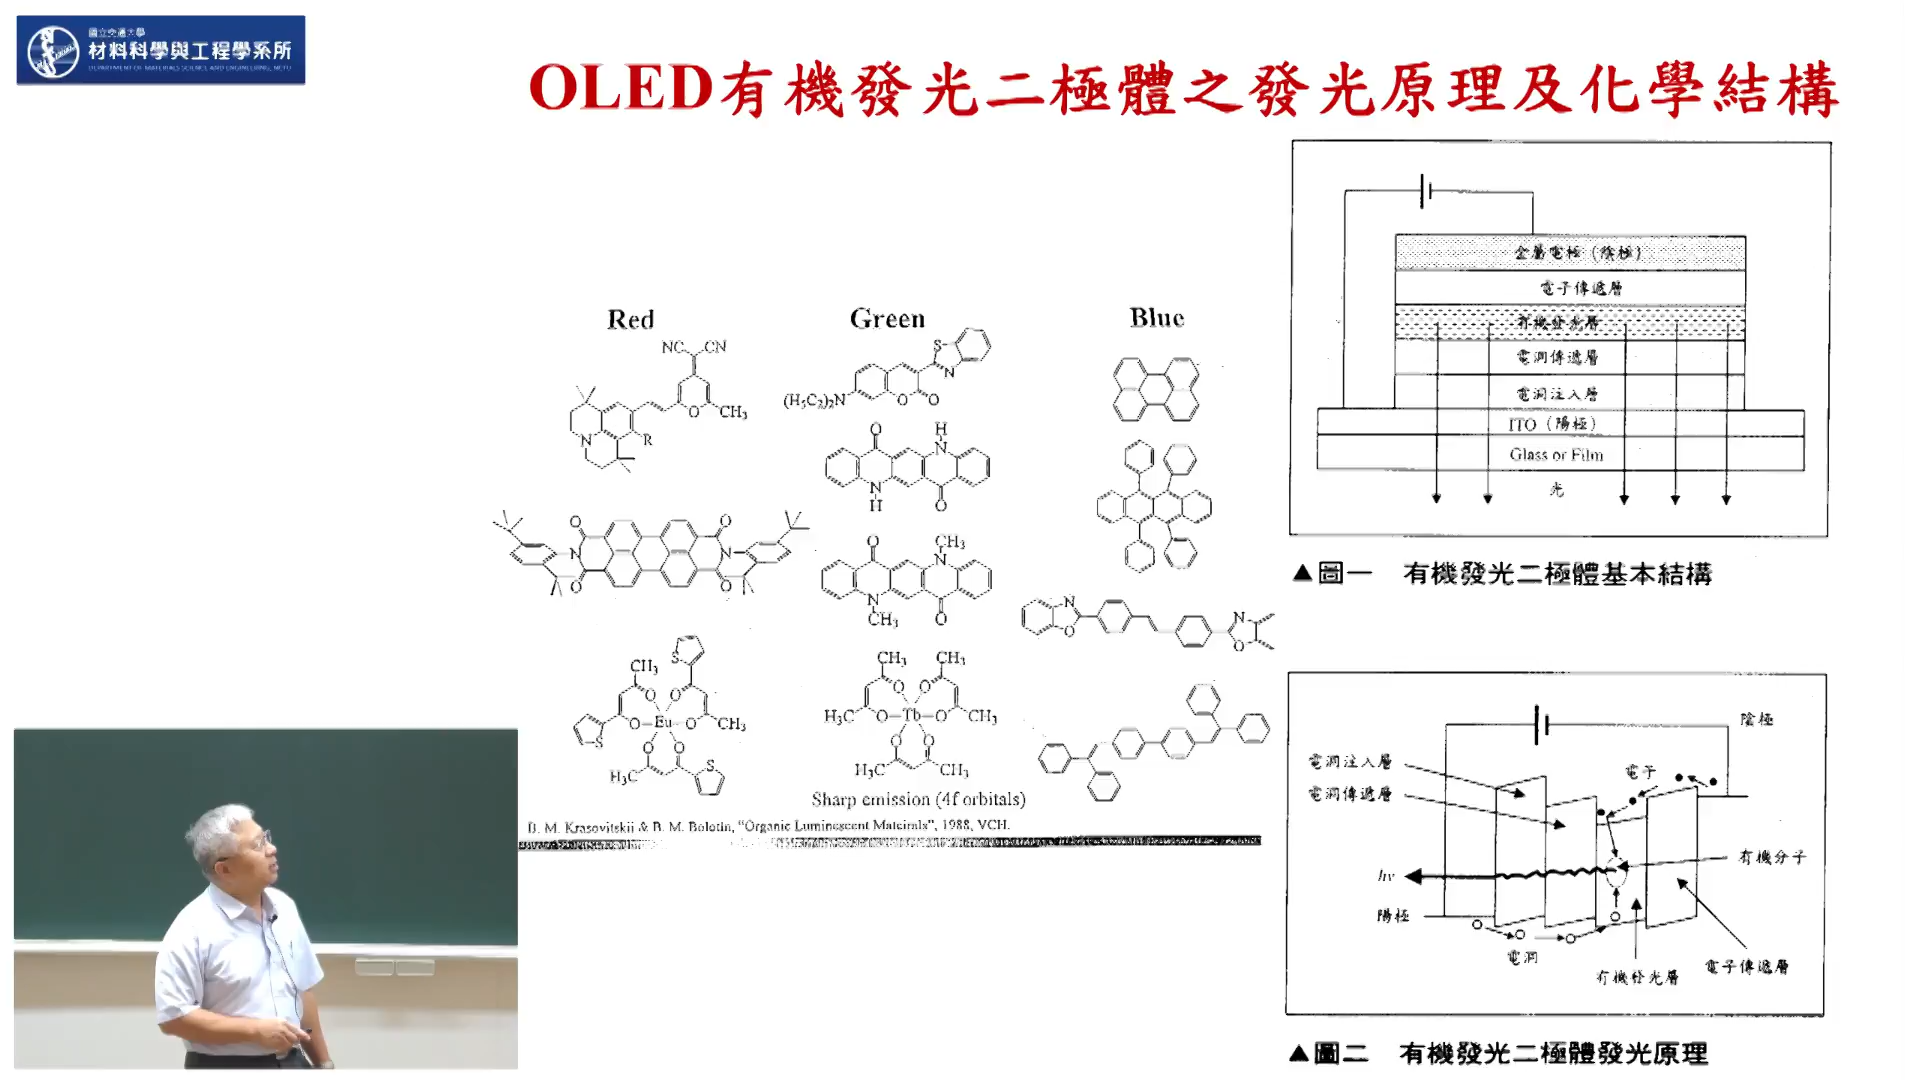 國立交通大學
材料科學與工程學系所
DEPARTMENT OF MATERIALS SCIENCE AND ENGINEERING, NCTU
OLED有機發光二極體之發光原理及化學結構
Red
Green
Blue
NC
CN
O
CH₃
N
R
S
N
(H₅C₂)₂N
O
O
O
H
N
N
H
O
O
O
N
N
O
O
O
CH₃
N
N
CH₃
O
N
O
N
O
CH₃
S
O
O
O
Eu
O
CH₃
S
O
O
H₃C
S
CH₃
CH₃
O
O
H₃C
O
Tb
O
CH₃
O
O
H₃C
CH₃
Sharp emission (4f orbitals)
B. M. Krasovitskii & B. M. Bolotin, "Organic Luminescent Materials", 1988, VCH.
金屬電極（陰極）
電子傳遞層
有機發光層
電洞傳遞層
電洞注入層
ITO（陽極）
Glass or Film
光
▲圖一 有機發光二極體基本結構
陰極
電洞注入層
電子
電洞傳遞層
有機分子
hν
陽極
電洞
有機發光層
電子傳遞層
▲圖二 有機發光二極體發光原理